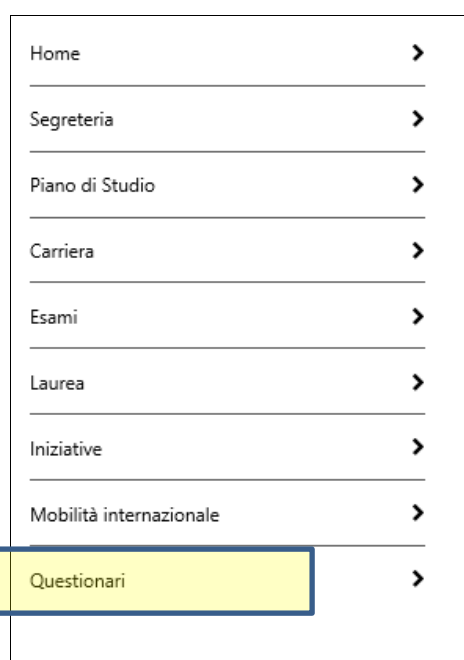 Home
Segreteria
Piano di Studio
Carriera
Esami
Laurea
Iniziative
Mobilità internazionale
Questionari